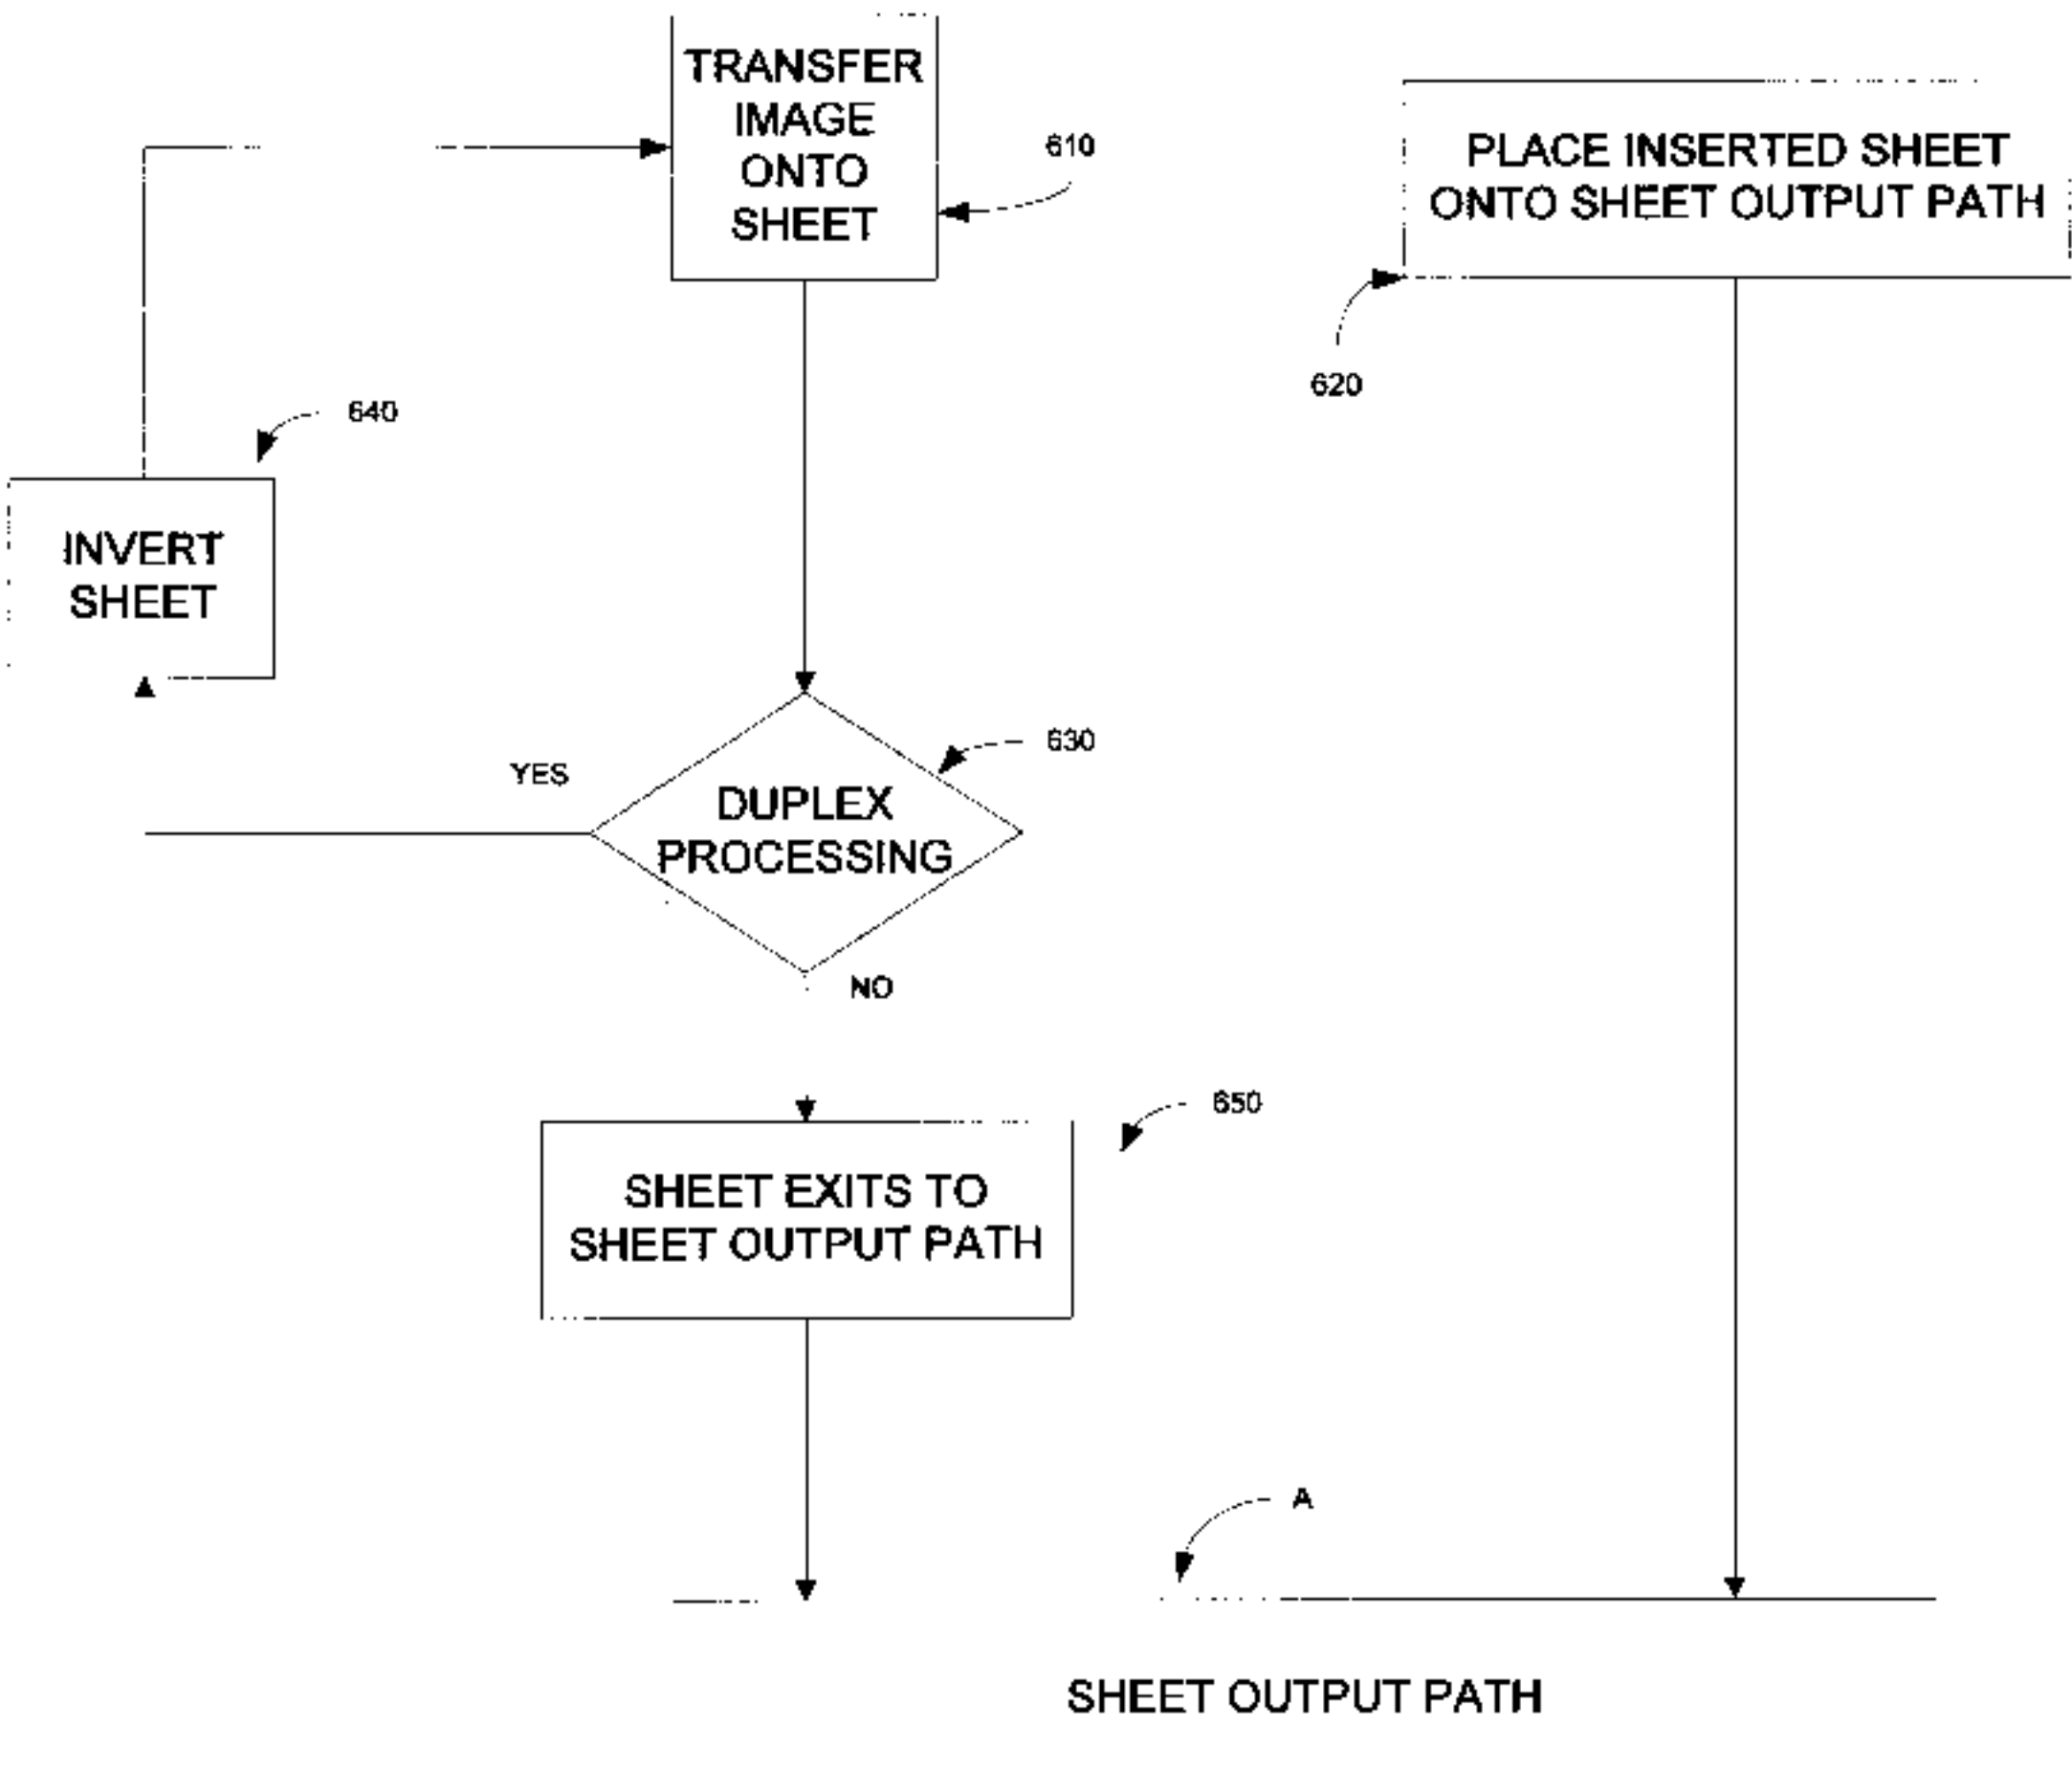 TRANSFER
IMAGE
ONTO
SHEET
610
PLACE INSERTED SHEET
ONTO SHEET OUTPUT PATH
620
640
INVERT
SHEET
630
YES
DUPLEX
PROCESSING
NO
650
SHEET EXITS TO
SHEET OUTPUT PATH
A
SHEET OUTPUT PATH